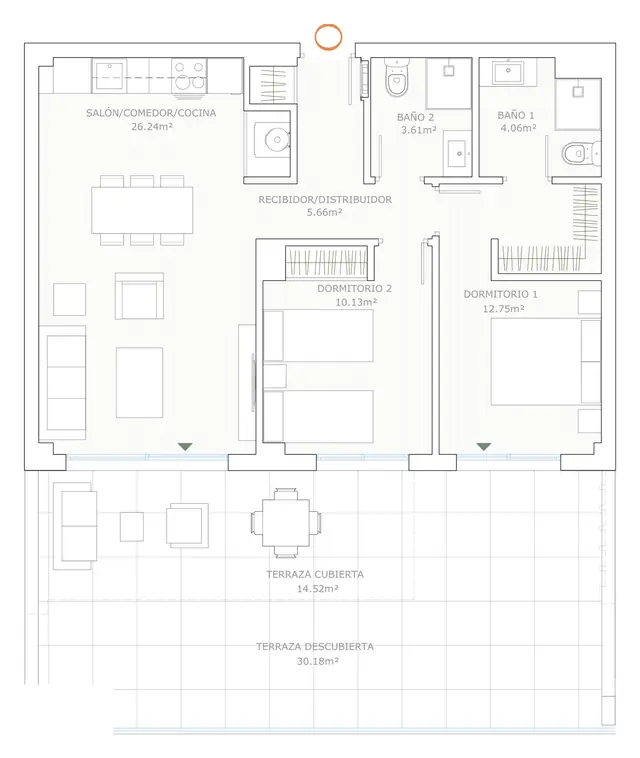 SALÓN/COMEDOR/COCINA
26.24m²
BAÑO 2
3.61m²
BAÑO 1
4.06m²
RECIBIDOR/DISTRIBUIDOR
5.66m²
DORMITORIO 2
10.13m²
DORMITORIO 1
12.75m²
TERRAZA CUBIERTA
14.52m²
TERRAZA DESCUBIERTA
30.18m²